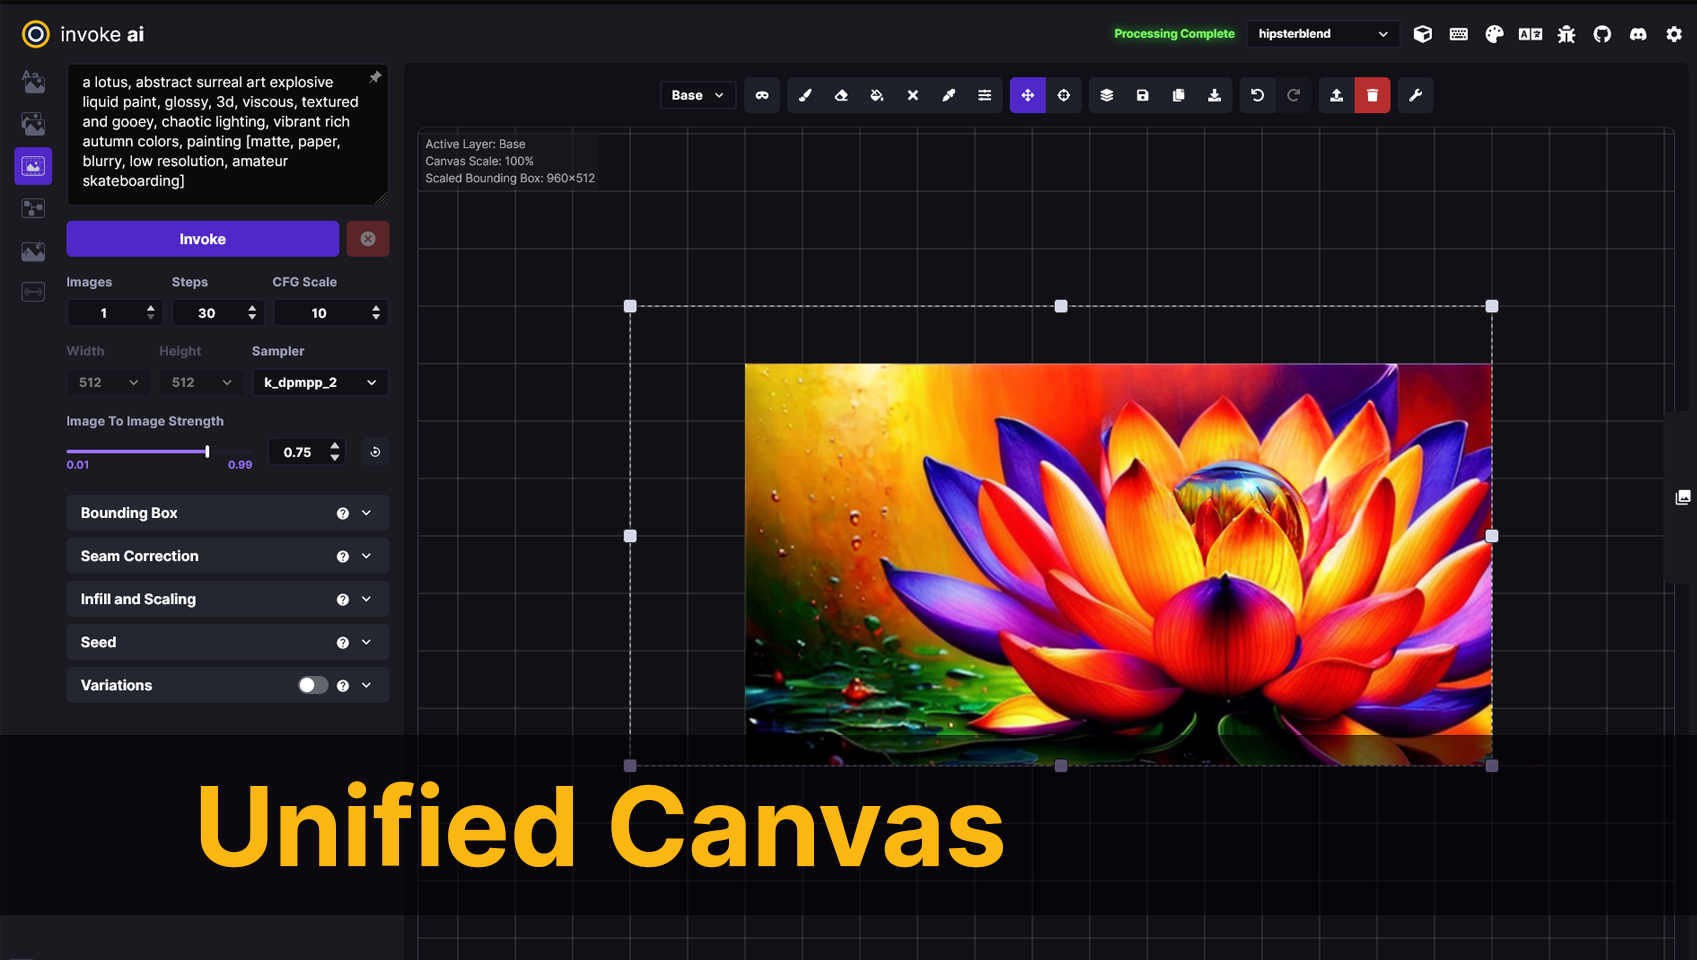 invoke ai
Processing Complete
hipsterblend
a lotus, abstract surreal art explosive
liquid paint, glossy, 3d, viscous, textured
and gooey, chaotic lighting, vibrant rich
autumn colors, painting [matte, paper,
blurry, low resolution, amateur
skateboarding]
Invoke
Images Steps CFG Scale
1 30 10
Width Height Sampler
512 512 k_dpmpp_2
Image To Image Strength
0.75
0.01 0.99
Bounding Box
Seam Correction
Infill and Scaling
Seed
Variations
Base
Active Layer: Base
Canvas Scale: 100%
Scaled Bounding Box: 960×512
Unified Canvas